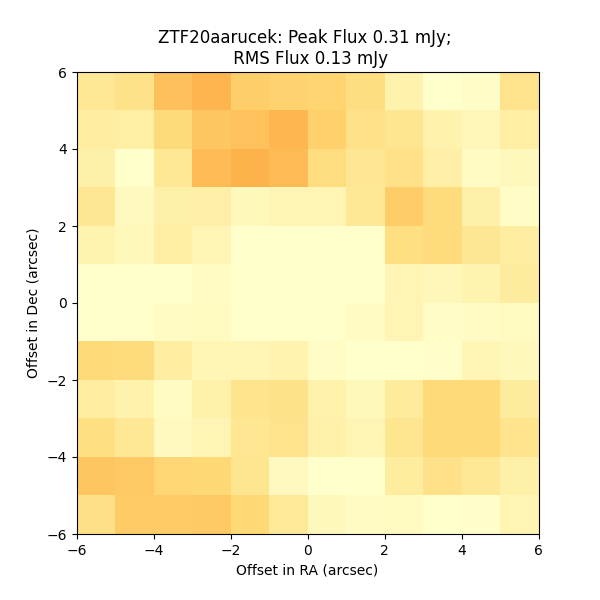 ZTF20aarucek: Peak Flux 0.31 mJy;
RMS Flux 0.13 mJy
6
4
2
0
−2
−4
−6
Offset in Dec (arcsec)
−6 −4 −2 0 2 4 6
Offset in RA (arcsec)